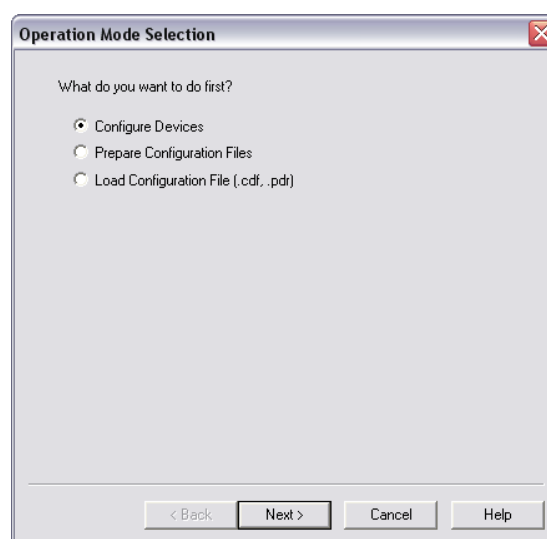 Operation Mode Selection
What do you want to do first?
Configure Devices
Prepare Configuration Files
Load Configuration File (.cdf, .pdr)
< Back Next > Cancel Help